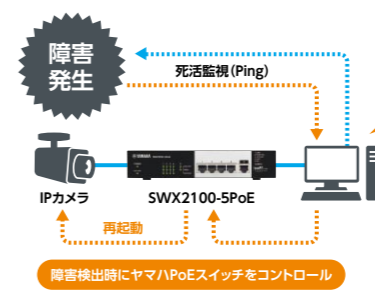 障害
発生
死活監視(Ping)
YAMAHA
IPカメラ
SWX2100-5PoE
再起動
障害検出時にヤマハPoEスイッチをコントロール